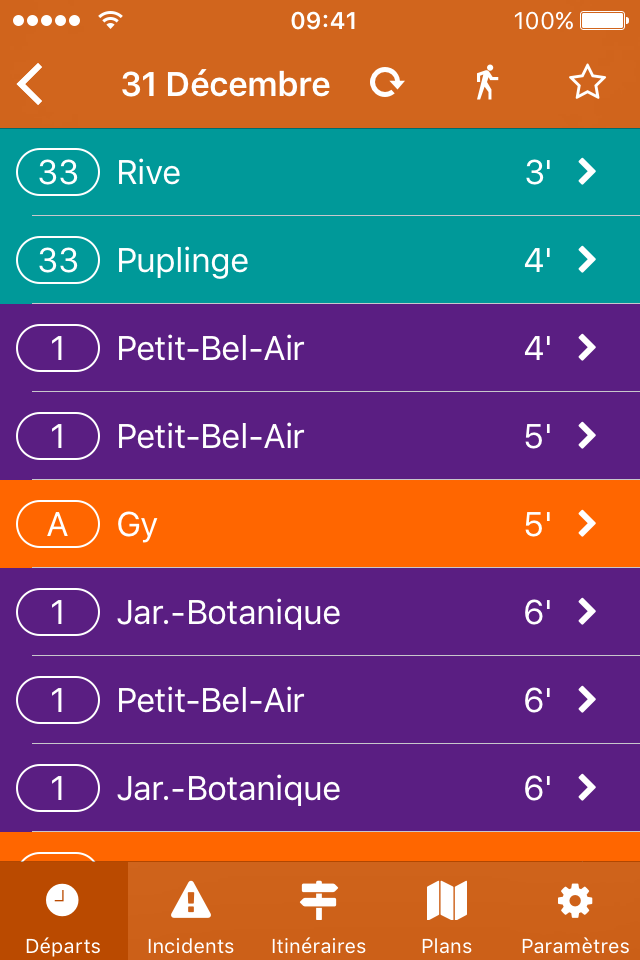 09:41 100%
31 Décembre
33 Rive 3'
33 Puplinge 4'
1 Petit-Bel-Air 4'
1 Petit-Bel-Air 5'
A Gy 5'
1 Jar.-Botanique 6'
1 Petit-Bel-Air 6'
1 Jar.-Botanique 6'
Départs Incidents Itinéraires Plans Paramètres